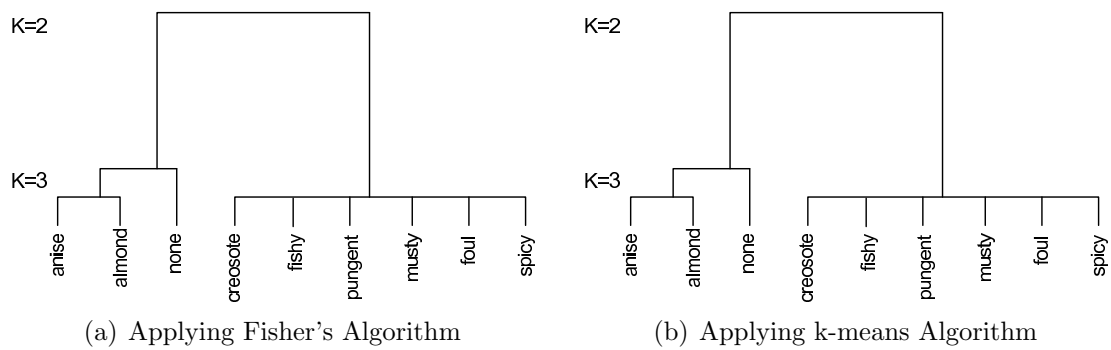 K=2
K=3
anise
almond
none
creosote
fishy
pungent
musty
foul
spicy
(a) Applying Fisher's Algorithm
K=2
K=3
anise
almond
none
creosote
fishy
pungent
musty
foul
spicy
(b) Applying k-means Algorithm